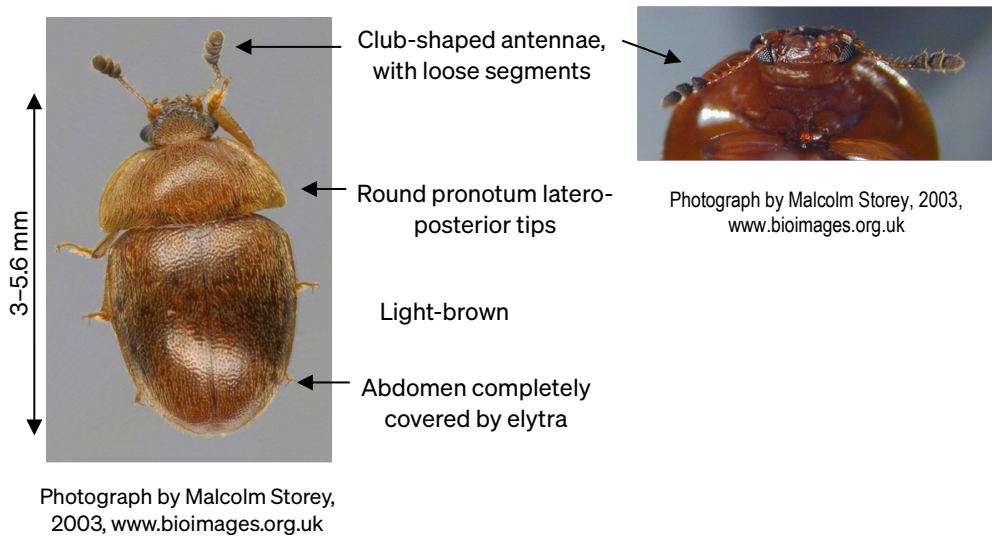 Club-shaped antennae,
with loose segments
Round pronotum latero-
posterior tips
Light-brown
Abdomen completely
covered by elytra
3–5.6 mm
Photograph by Malcolm Storey,
2003, www.bioimages.org.uk
Photograph by Malcolm Storey, 2003,
www.bioimages.org.uk